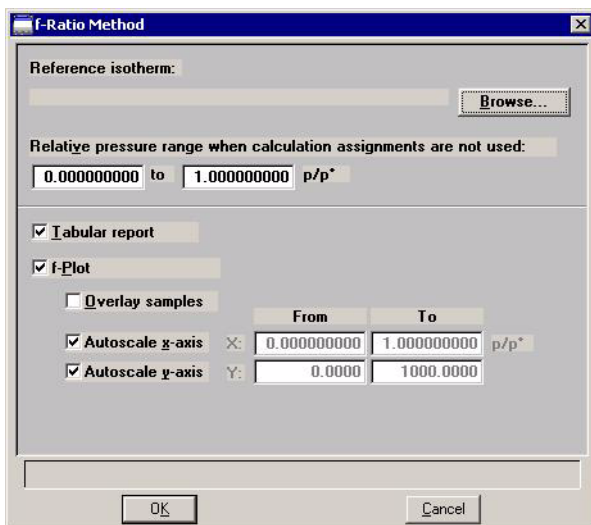 f-Ratio Method
Reference isotherm:
Browse...
Relative pressure range when calculation assignments are not used:
0.000000000 to 1.000000000 p/p°
Tabular report
f-Plot
Overlay samples
From To
Autoscale x-axis X: 0.000000000 1.000000000 p/p°
Autoscale y-axis Y: 0.0000 1000.0000
OK Cancel